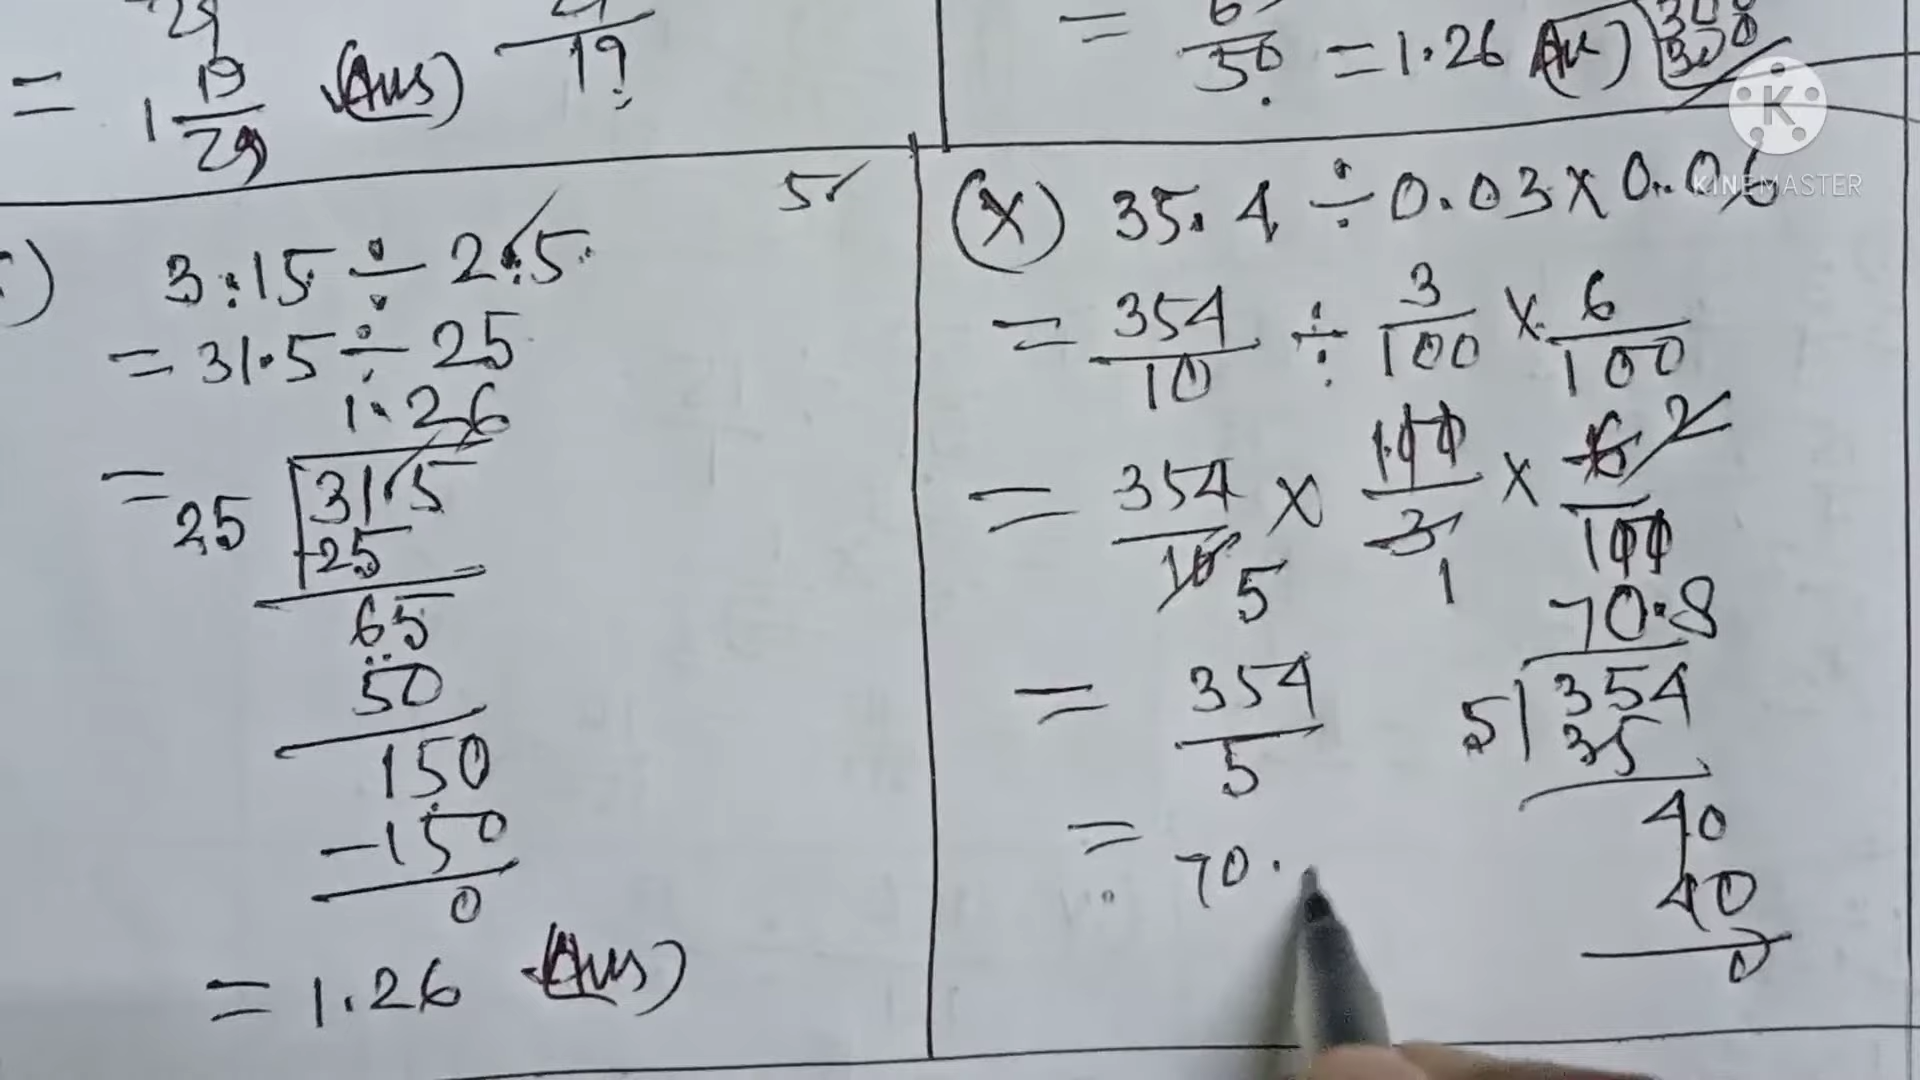 = 1 19/29 (Ans)
19
= 6 /50 = 1.26
3.15 ÷ 2.5
= 31.5 ÷ 25
1.26
= 25 31.5
25
65
50
150
-150
0
= 1.26 (Ans)
5
(x) 35.4 ÷ 0.03 x 0.06
= 354/10 ÷ 3/100 x 6/100
= 354/10 x 100/3 x 6/100
2
5 1
= 354/5
70.8
5 354
35
40
40
0
= 70.
K
KINEMASTER